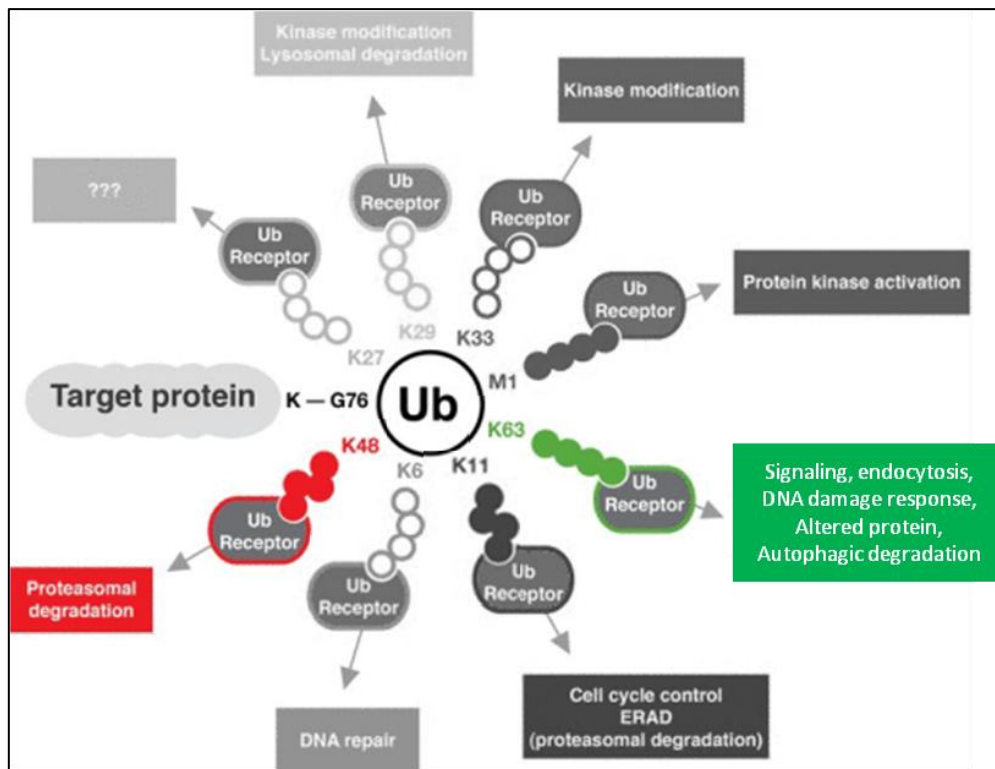 Kinase modification
Lysosomal degradation
Kinase modification
???
Ub
Receptor
Ub
Receptor
Ub
Receptor
Ub
Receptor
Protein kinase activation
K27
K29
K33
M1
Target protein
K — G76
Ub
K48
K6
K11
K63
Ub
Receptor
Ub
Receptor
Ub
Receptor
Ub
Receptor
Signaling, endocytosis,
DNA damage response,
Altered protein,
Autophagic degradation
Proteasomal
degradation
DNA repair
Cell cycle control
ERAD
(proteasomal degradation)